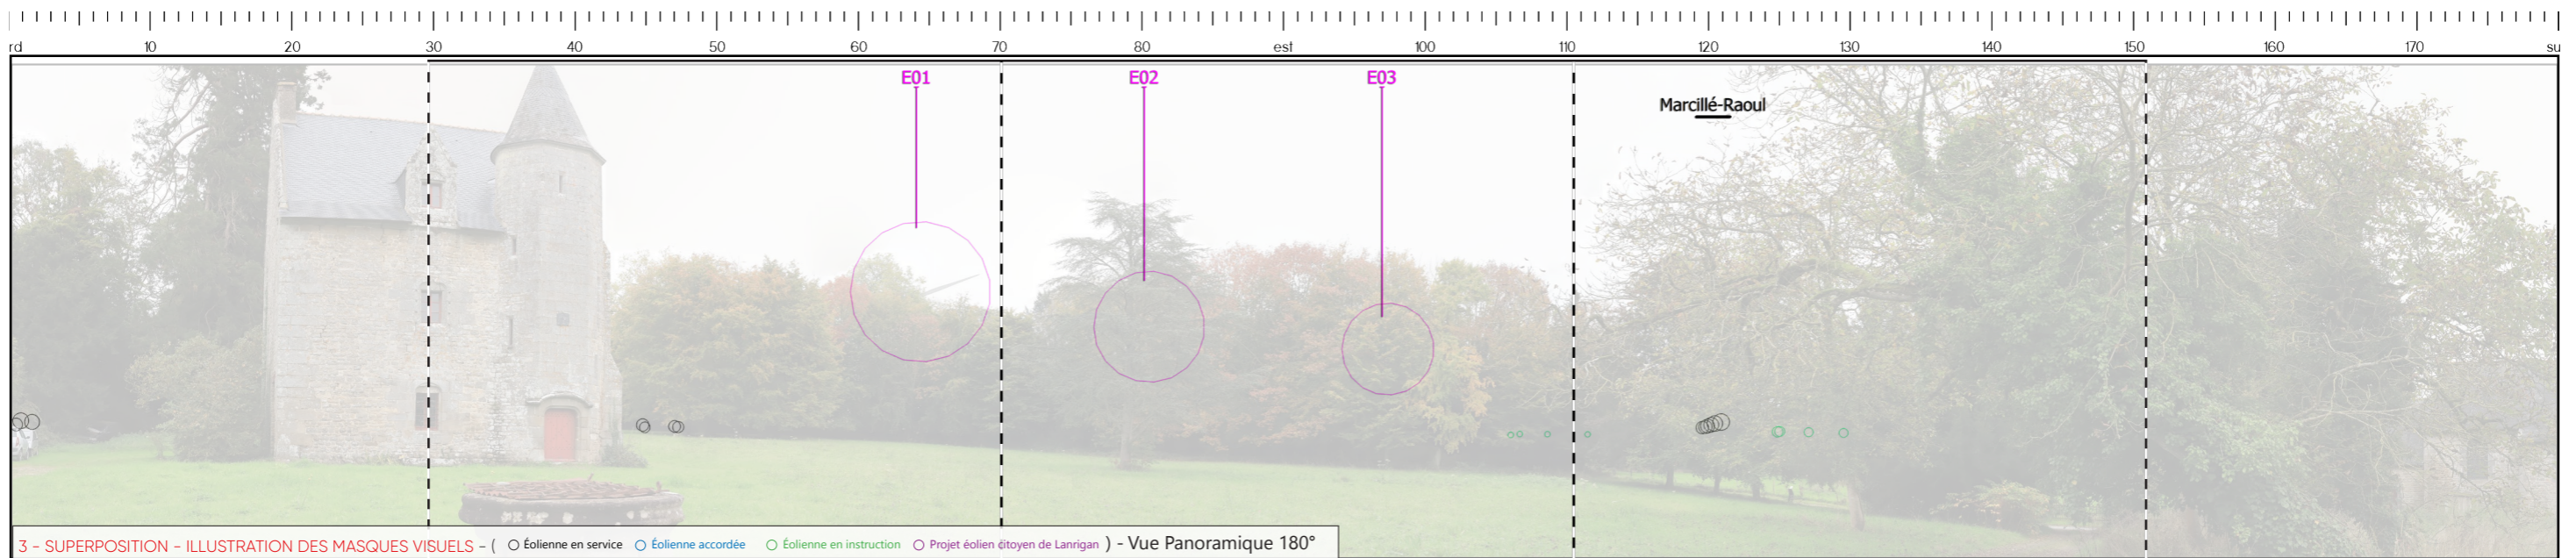 rd 10 20 30 40 50 60 70 80 est 100 110 120 130 140 150 160 170 su
E01 E02 E03
Marcillé-Raoul
3 - SUPERPOSITION - ILLUSTRATION DES MASQUES VISUELS - ( Éolienne en service Éolienne accordée Éolienne en instruction Projet éolien citoyen de Lanrigan ) - Vue Panoramique 180°